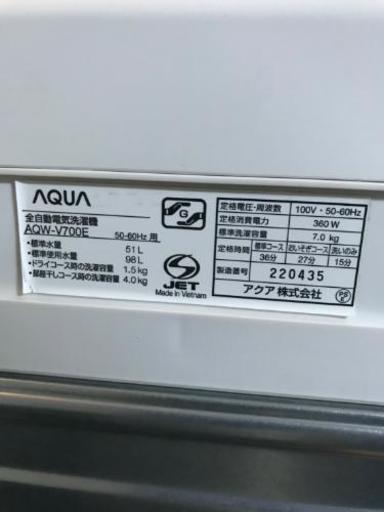 AQUA
全自動電気洗濯機
AQW-V700E 50-60Hz 用
・標準水量 51L
・標準使用水量 98L
・ドライコース時の洗濯容量 1.5kg
・部屋干しコース時の洗濯容量 4.0kg
G
S
JET
Made in Vietnam
定格電圧・周波数 100V・50-60Hz
定格消費電力 360W
標準洗濯容量 7.0kg
定格時間 標準コース おいそぎコース 洗いのみ
36分 27分 15分
製造番号 220435
アクア 株式会社
PS
E